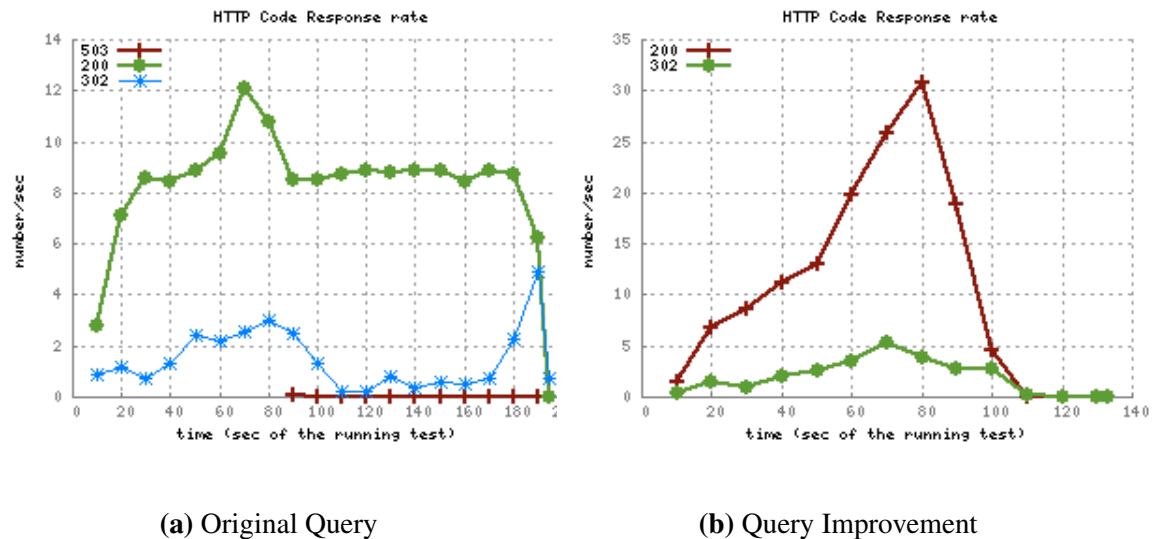 HTTP Code Response rate
14
12
10
8
6
4
2
0
503
200
302
number/sec
0 20 40 60 80 100 120 140 160 180 2
time (sec of the running test)
(a) Original Query
HTTP Code Response rate
35
30
25
20
15
10
5
0
200
302
number/sec
0 20 40 60 80 100 120 140
time (sec of the running test)
(b) Query Improvement